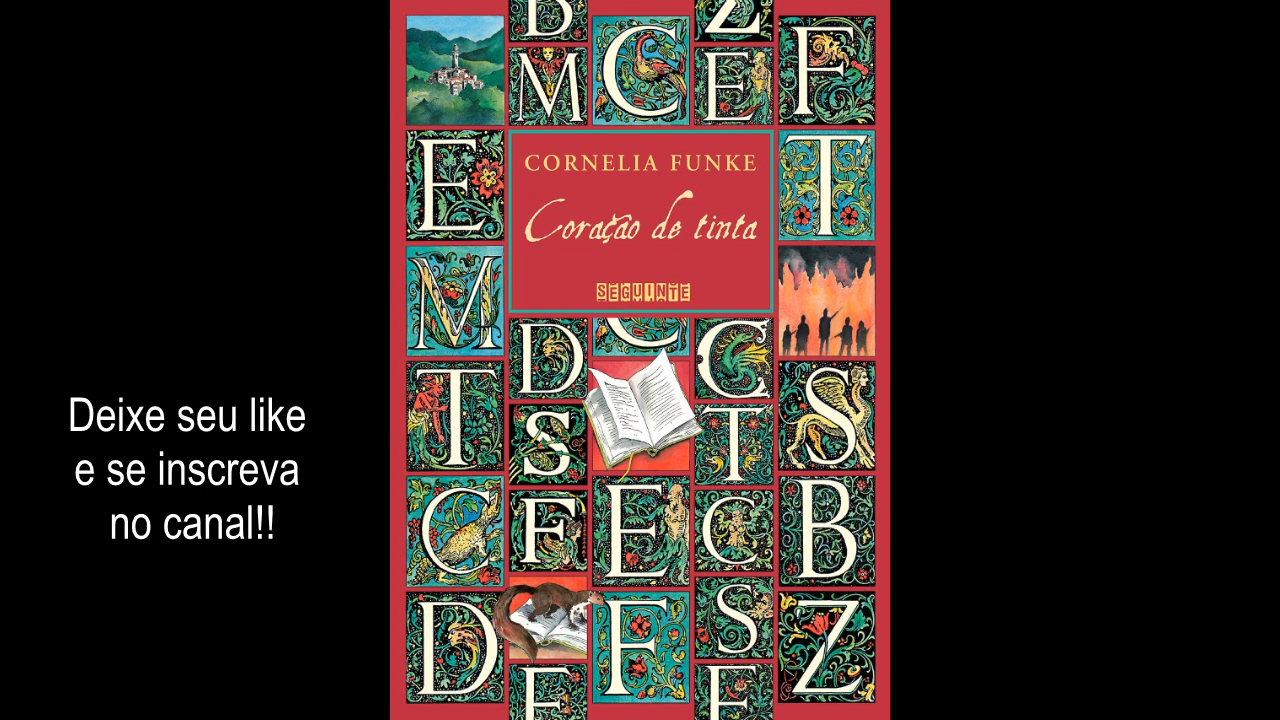 Deixe seu like
e se inscreva
no canal!!
B
Z
M
C
E
F
E
CORNELIA FUNKE
T
Coração de tinta
M
SEGUINTE
D
C
C
T
S
S
T
C
F
E
C
B
D
F
S
Z
F
F